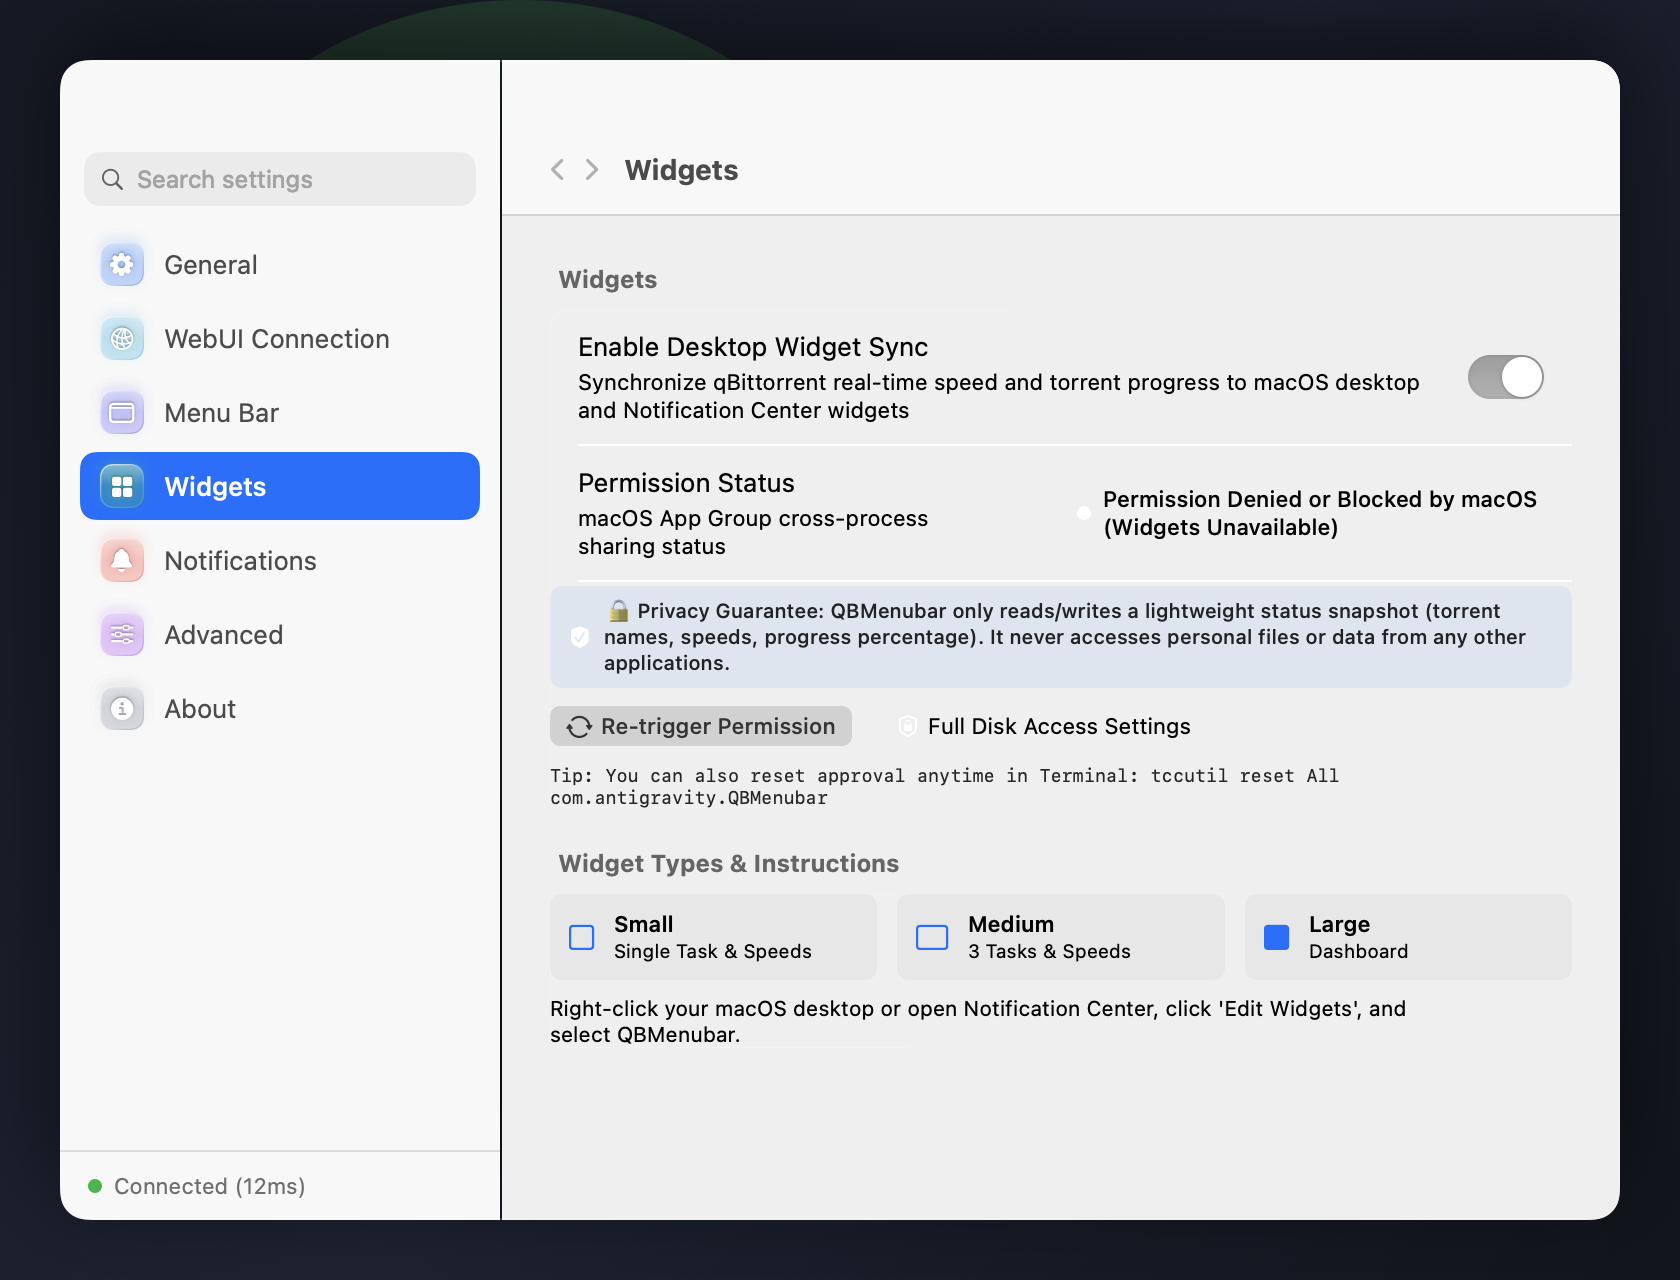 Search settings
General
WebUI Connection
Menu Bar
Widgets
Notifications
Advanced
About
Connected (12ms)
Widgets
Widgets
Enable Desktop Widget Sync
Synchronize qBittorrent real-time speed and torrent progress to macOS desktop
and Notification Center widgets
Permission Status
macOS App Group cross-process
sharing status
Permission Denied or Blocked by macOS
(Widgets Unavailable)
🔒 Privacy Guarantee: QBMenubar only reads/writes a lightweight status snapshot (torrent
names, speeds, progress percentage). It never accesses personal files or data from any other
applications.
Re-trigger Permission
Full Disk Access Settings
Tip: You can also reset approval anytime in Terminal: tccutil reset All
com.antigravity.QBMenubar
Widget Types & Instructions
Small
Single Task & Speeds
Medium
3 Tasks & Speeds
Large
Dashboard
Right-click your macOS desktop or open Notification Center, click 'Edit Widgets', and
select QBMenubar.